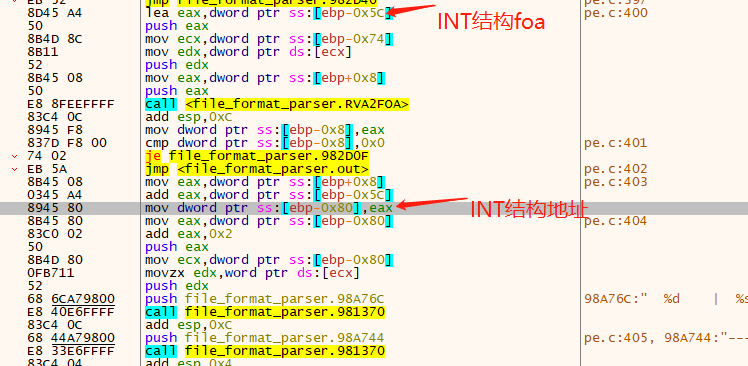 EB 52 jmp file_format_parser.982D40 pe.c:397
8D45 A4 lea eax,dword ptr ss:[ebp-0x5C] pe.c:400
INT结构foa
50 push eax
8B4D 8C mov ecx,dword ptr ss:[ebp-0x74]
8B11 mov edx,dword ptr ds:[ecx]
52 push edx
8B45 08 mov eax,dword ptr ss:[ebp+0x8]
50 push eax
E8 8FEEFFFF call <file_format_parser.RVA2FOA>
83C4 0C add esp,0xC
8945 F8 mov dword ptr ss:[ebp-0x8],eax
837D F8 00 cmp dword ptr ss:[ebp-0x8],0x0 pe.c:401
74 02 je file_format_parser.982D0F
EB 5A jmp <file_format_parser.out> pe.c:402
8B45 08 mov eax,dword ptr ss:[ebp+0x8] pe.c:403
0345 A4 add eax,dword ptr ss:[ebp-0x5C]
8945 80 mov dword ptr ss:[ebp-0x80],eax INT结构地址
8B45 80 mov eax,dword ptr ss:[ebp-0x80] pe.c:404
83C0 02 add eax,0x2
50 push eax
8B4D 80 mov ecx,dword ptr ss:[ebp-0x80]
0FB711 movzx edx,word ptr ds:[ecx]
52 push edx
68 6CA79800 push file_format_parser.98A76C 98A76C:" %d | %s
E8 40E6FFFF call file_format_parser.981370
83C4 0C add esp,0xC
68 44A79800 push file_format_parser.98A744 pe.c:405, 98A744:"---
E8 33E6FFFF call file_format_parser.981370
83C4 04 add esp,0x4